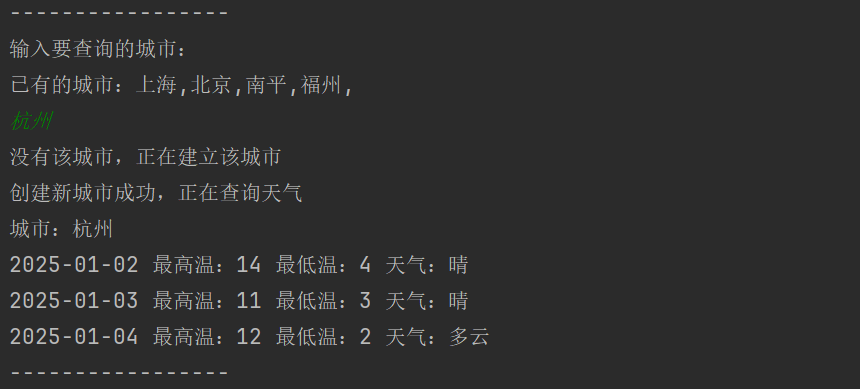 -----------------
输入要查询的城市：
已有的城市：上海,北京,南平,福州,
杭州
没有该城市，正在建立该城市
创建新城市成功，正在查询天气
城市：杭州
2025-01-02 最高温：14 最低温：4 天气：晴
2025-01-03 最高温：11 最低温：3 天气：晴
2025-01-04 最高温：12 最低温：2 天气：多云
-----------------